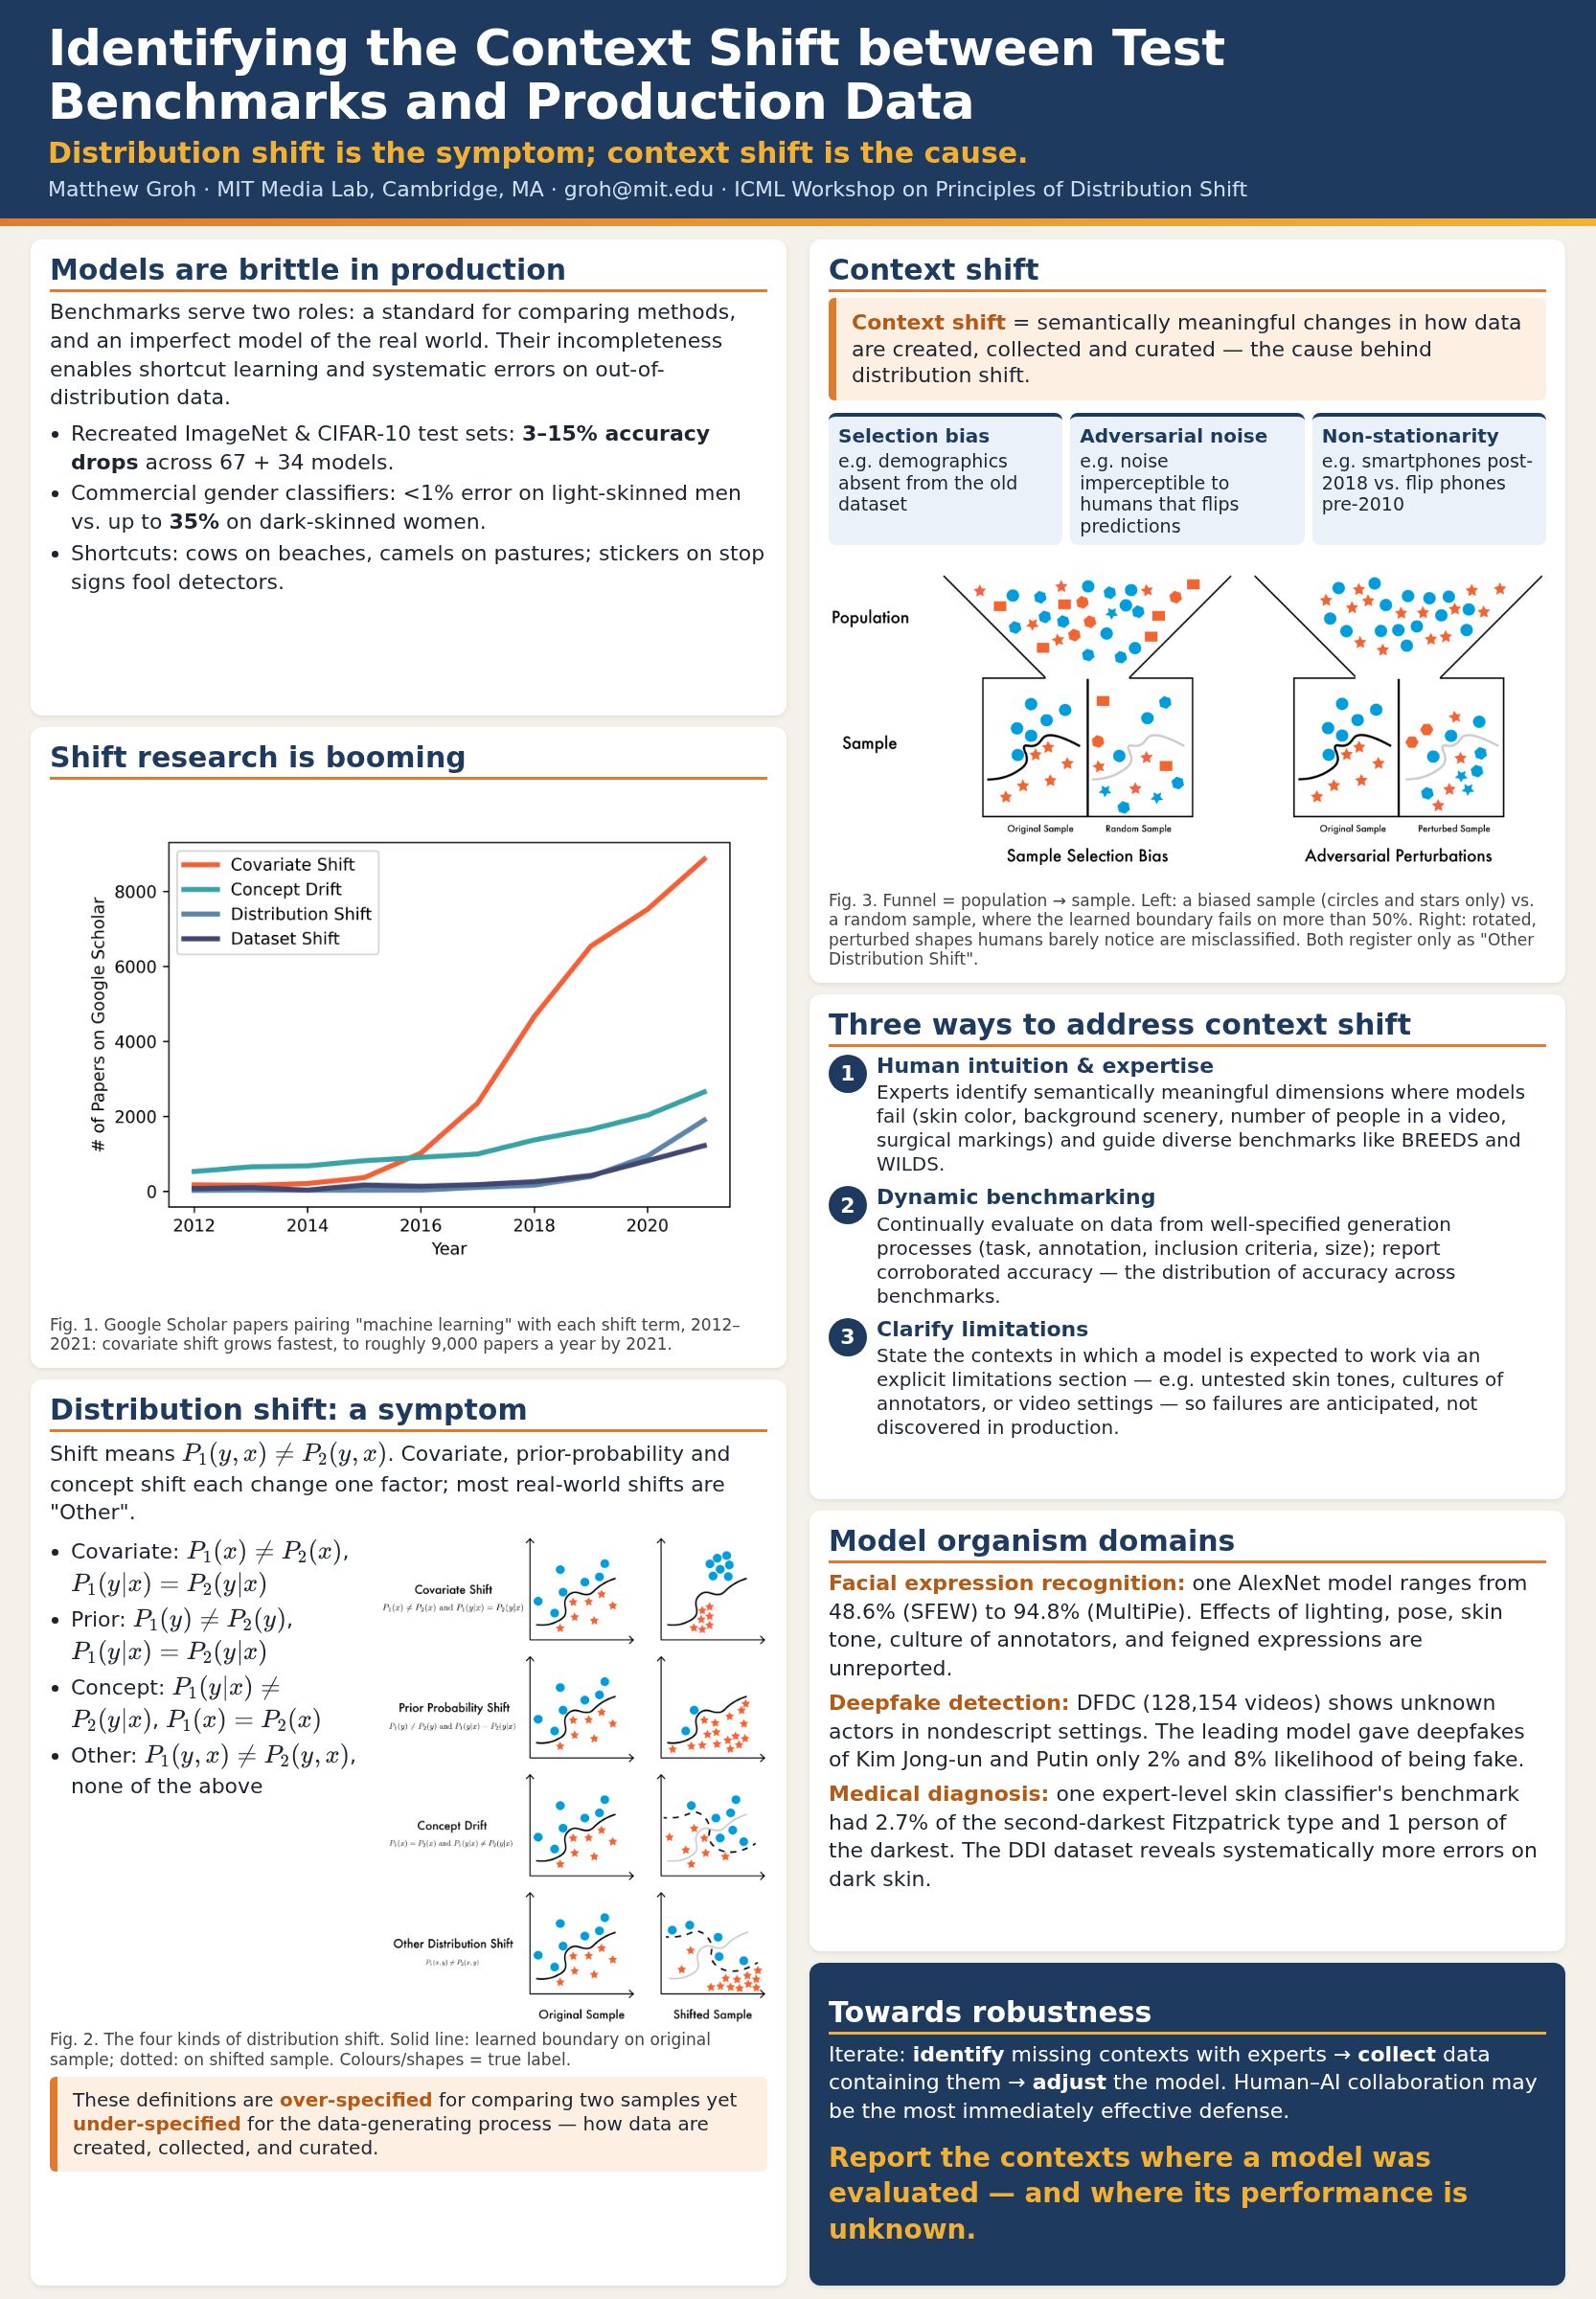 Identifying the Context Shift between Test
Benchmarks and Production Data
Distribution shift is the symptom; context shift is the cause.
Matthew Groh · MIT Media Lab, Cambridge, MA · groh@mit.edu · ICML Workshop on Principles of Distribution Shift
Models are brittle in production
Benchmarks serve two roles: a standard for comparing methods,
and an imperfect model of the real world. Their incompleteness
enables shortcut learning and systematic errors on out-of-
distribution data.
• Recreated ImageNet & CIFAR-10 test sets: 3–15% accuracy
drops across 67 + 34 models.
• Commercial gender classifiers: <1% error on light-skinned men
vs. up to 35% on dark-skinned women.
• Shortcuts: cows on beaches, camels on pastures; stickers on stop
signs fool detectors.
Shift research is booming
Covariate Shift
Concept Drift
Distribution Shift
Dataset Shift
# of Papers on Google Scholar
8000
6000
4000
2000
0
2012 2014 2016 2018 2020
Year
Fig. 1. Google Scholar papers pairing "machine learning" with each shift term, 2012–
2021: covariate shift grows fastest, to roughly 9,000 papers a year by 2021.
Distribution shift: a symptom
Shift means P₁(y, x) ≠ P₂(y, x). Covariate, prior-probability and
concept shift each change one factor; most real-world shifts are
"Other".
• Covariate: P₁(x) ≠ P₂(x),
P₁(y|x) = P₂(y|x)
• Prior: P₁(y) ≠ P₂(y),
P₁(y|x) = P₂(y|x)
• Concept: P₁(y|x) ≠
P₂(y|x), P₁(x) = P₂(x)
• Other: P₁(y, x) ≠ P₂(y, x),
none of the above
Covariate Shift
P₁(x) ≠ P₂(x) and P₁(y|x) = P₂(y|x)
Prior Probability Shift
P₁(y) ≠ P₂(y) and P₁(y|x) = P₂(y|x)
Concept Drift
P₁(x) = P₂(x) and P₁(y|x) ≠ P₂(y|x)
Other Distribution Shift
P₁(x, y) ≠ P₂(x, y)
Original Sample Shifted Sample
Fig. 2. The four kinds of distribution shift. Solid line: learned boundary on original
sample; dotted: on shifted sample. Colours/shapes = true label.
These definitions are over-specified for comparing two samples yet
under-specified for the data-generating process — how data are
created, collected, and curated.
Context shift
Context shift = semantically meaningful changes in how data
are created, collected and curated — the cause behind
distribution shift.
Selection bias
e.g. demographics
absent from the old
dataset
Adversarial noise
e.g. noise
imperceptible to
humans that flips
predictions
Non-stationarity
e.g. smartphones post-
2018 vs. flip phones
pre-2010
Population
Sample
Original Sample Random Sample
Sample Selection Bias
Original Sample Perturbed Sample
Adversarial Perturbations
Fig. 3. Funnel = population → sample. Left: a biased sample (circles and stars only) vs.
a random sample, where the learned boundary fails on more than 50%. Right: rotated,
perturbed shapes humans barely notice are misclassified. Both register only as "Other
Distribution Shift".
Three ways to address context shift
1 Human intuition & expertise
Experts identify semantically meaningful dimensions where models
fail (skin color, background scenery, number of people in a video,
surgical markings) and guide diverse benchmarks like BREEDS and
WILDS.
2 Dynamic benchmarking
Continually evaluate on data from well-specified generation
processes (task, annotation, inclusion criteria, size); report
corroborated accuracy — the distribution of accuracy across
benchmarks.
3 Clarify limitations
State the contexts in which a model is expected to work via an
explicit limitations section — e.g. untested skin tones, cultures of
annotators, or video settings — so failures are anticipated, not
discovered in production.
Model organism domains
Facial expression recognition: one AlexNet model ranges from
48.6% (SFEW) to 94.8% (MultiPie). Effects of lighting, pose, skin
tone, culture of annotators, and feigned expressions are
unreported.
Deepfake detection: DFDC (128,154 videos) shows unknown
actors in nondescript settings. The leading model gave deepfakes
of Kim Jong-un and Putin only 2% and 8% likelihood of being fake.
Medical diagnosis: one expert-level skin classifier's benchmark
had 2.7% of the second-darkest Fitzpatrick type and 1 person of
the darkest. The DDI dataset reveals systematically more errors on
dark skin.
Towards robustness
Iterate: identify missing contexts with experts → collect data
containing them → adjust the model. Human–AI collaboration may
be the most immediately effective defense.
Report the contexts where a model was
evaluated — and where its performance is
unknown.